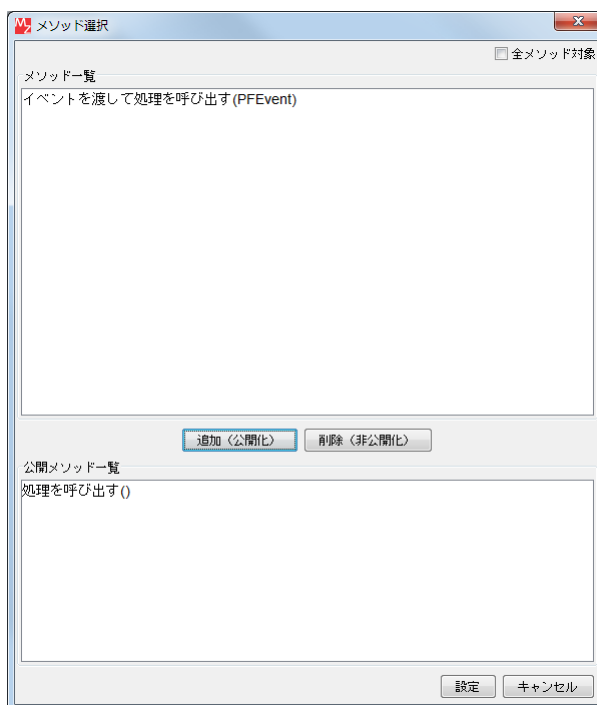 メソッド選択
全メソッド対象
メソッド一覧
イベントを渡して処理を呼び出す(PFEvent)
追加（公開化） 削除（非公開化）
公開メソッド一覧
処理を呼び出す()
設定 キャンセル